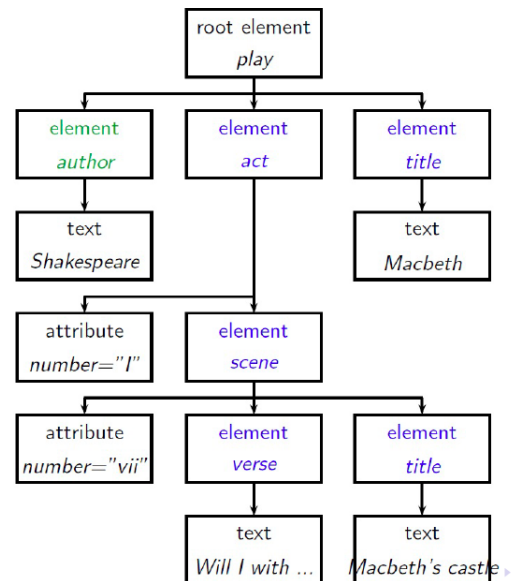 root element
play
element
author
element
act
element
title
text
Shakespeare
text
Macbeth
attribute
number="I"
element
scene
attribute
number="vii"
element
verse
element
title
text
Will I with ...
text
Macbeth's castle